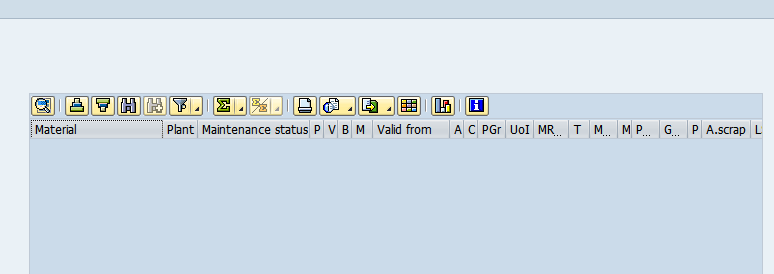 Material Plant Maintenance status P V B M Valid from A C PGr UoI MR... T M... M P... G... P A.scrap L